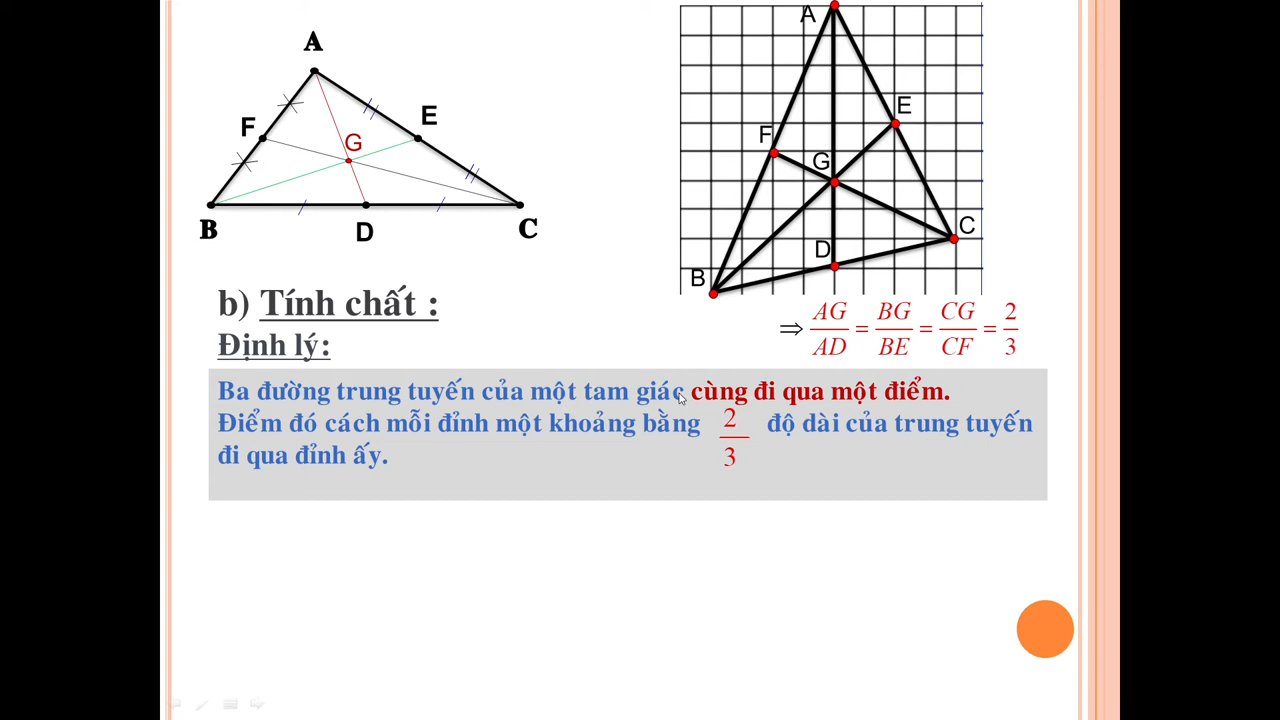 A
F
E
G
B
D
C
A
E
F
G
C
D
B
b) Tính chất :
⇒ AG/AD = BG/BE = CG/CF = 2/3
Định lý:
Ba đường trung tuyến của một tam giác cùng đi qua một điểm.
Điểm đó cách mỗi đỉnh một khoảng bằng 2/3 độ dài của trung tuyến
đi qua đỉnh ấy.